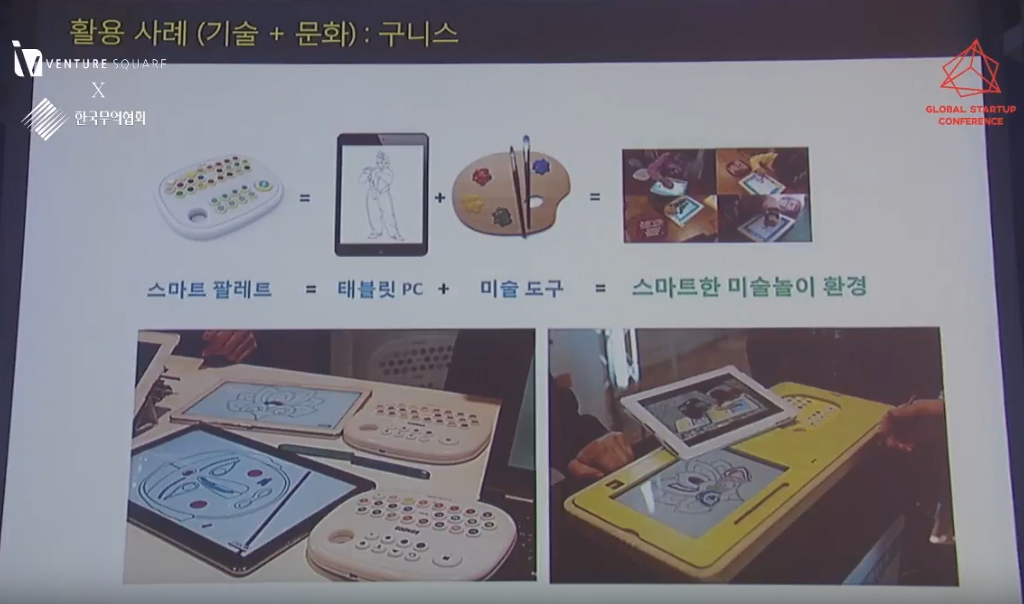 활용 사례 (기술 + 문화) : 구니스
VENTURE SQUARE
X
한국무역협회
GLOBAL STARTUP
CONFERENCE
= + =
스마트 팔레트 = 태블릿 PC + 미술 도구 = 스마트한 미술놀이 환경